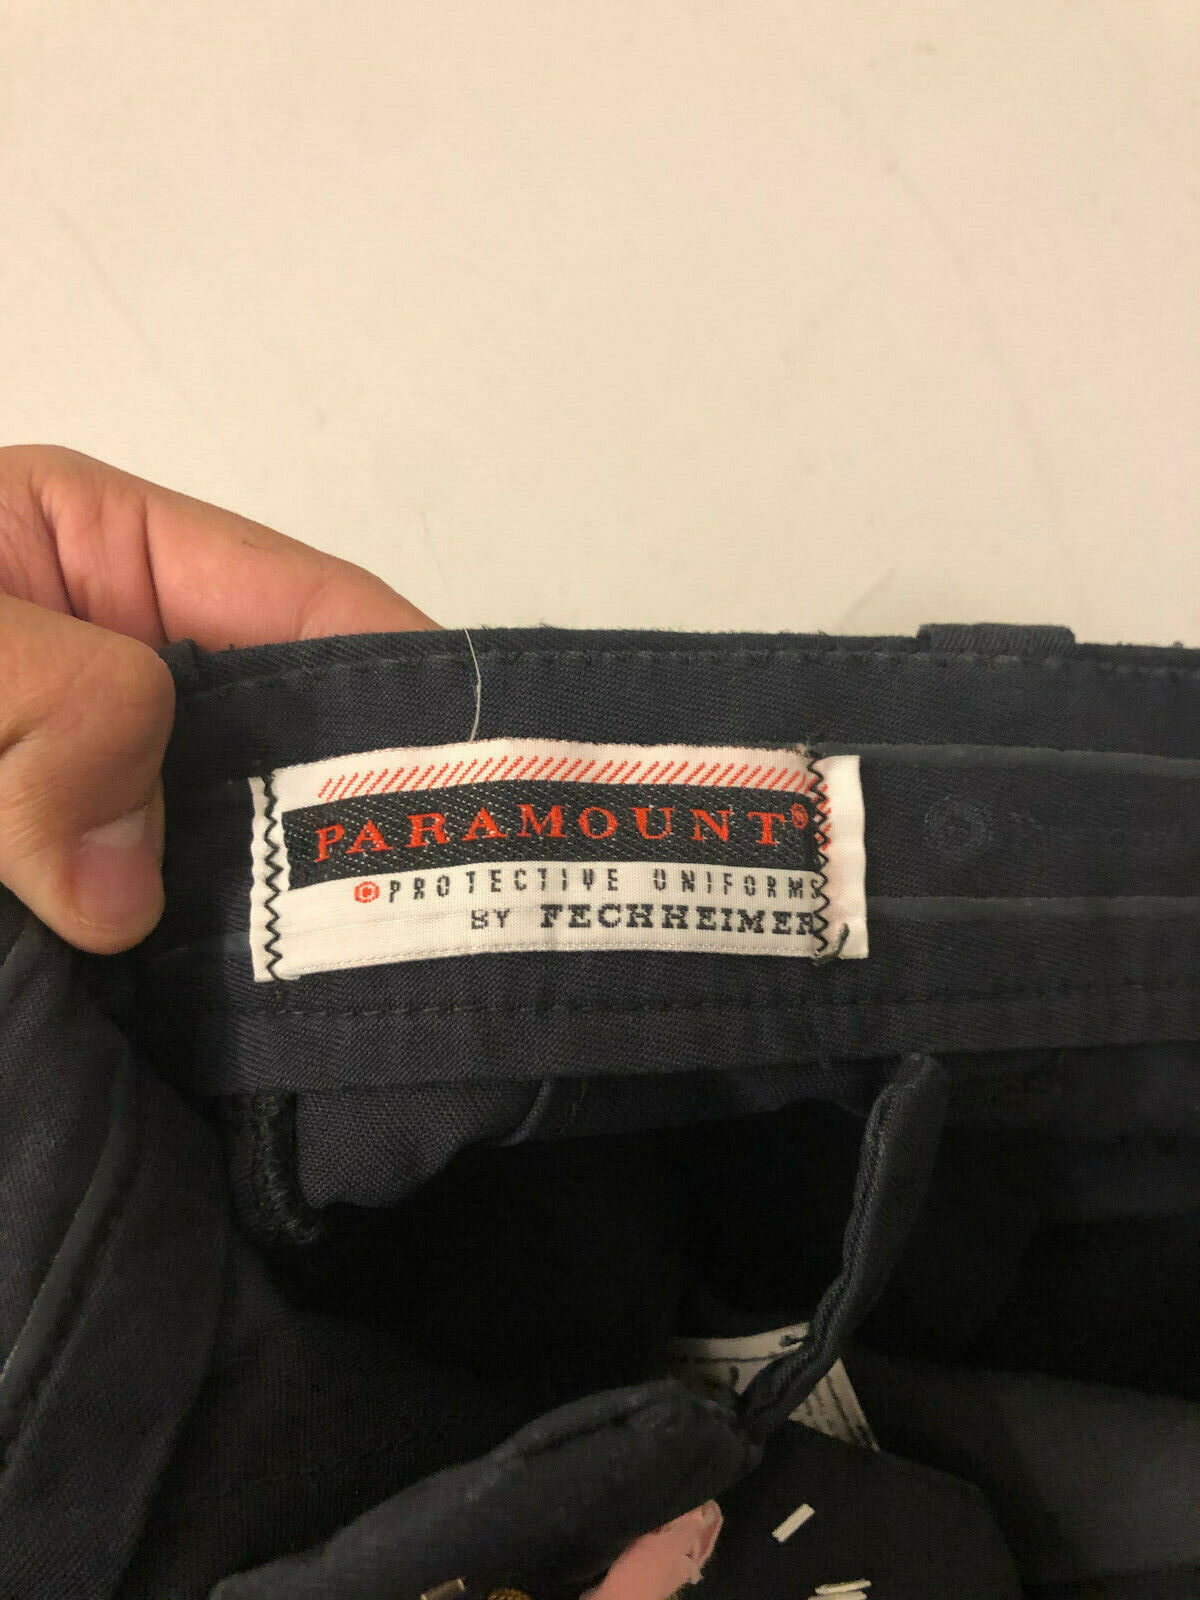 PARAMOUNT®
©PROTECTIVE UNIFORMS
BY FECHHEIMER